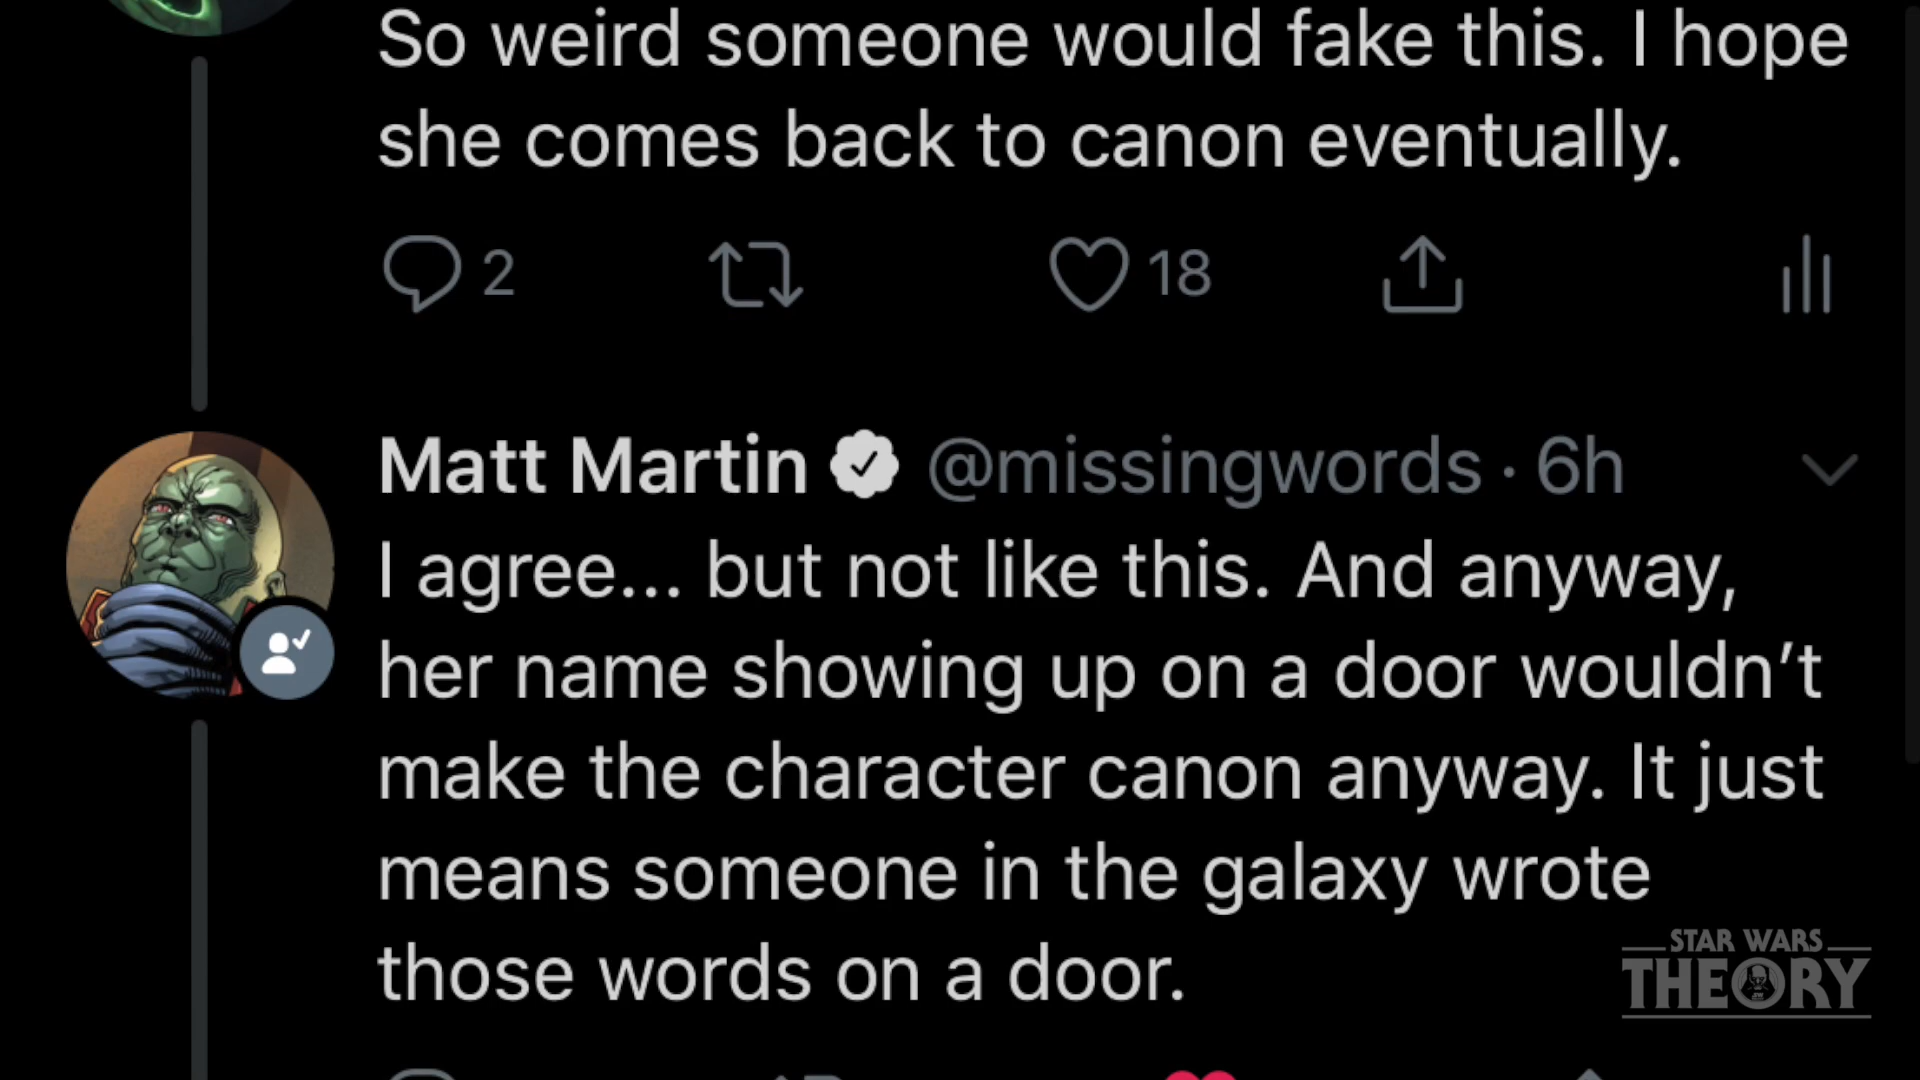 So weird someone would fake this. I hope
she comes back to canon eventually.
2 18
Matt Martin @missingwords · 6h
I agree... but not like this. And anyway,
her name showing up on a door wouldn’t
make the character canon anyway. It just
means someone in the galaxy wrote
those words on a door.
STAR WARS
THEORY